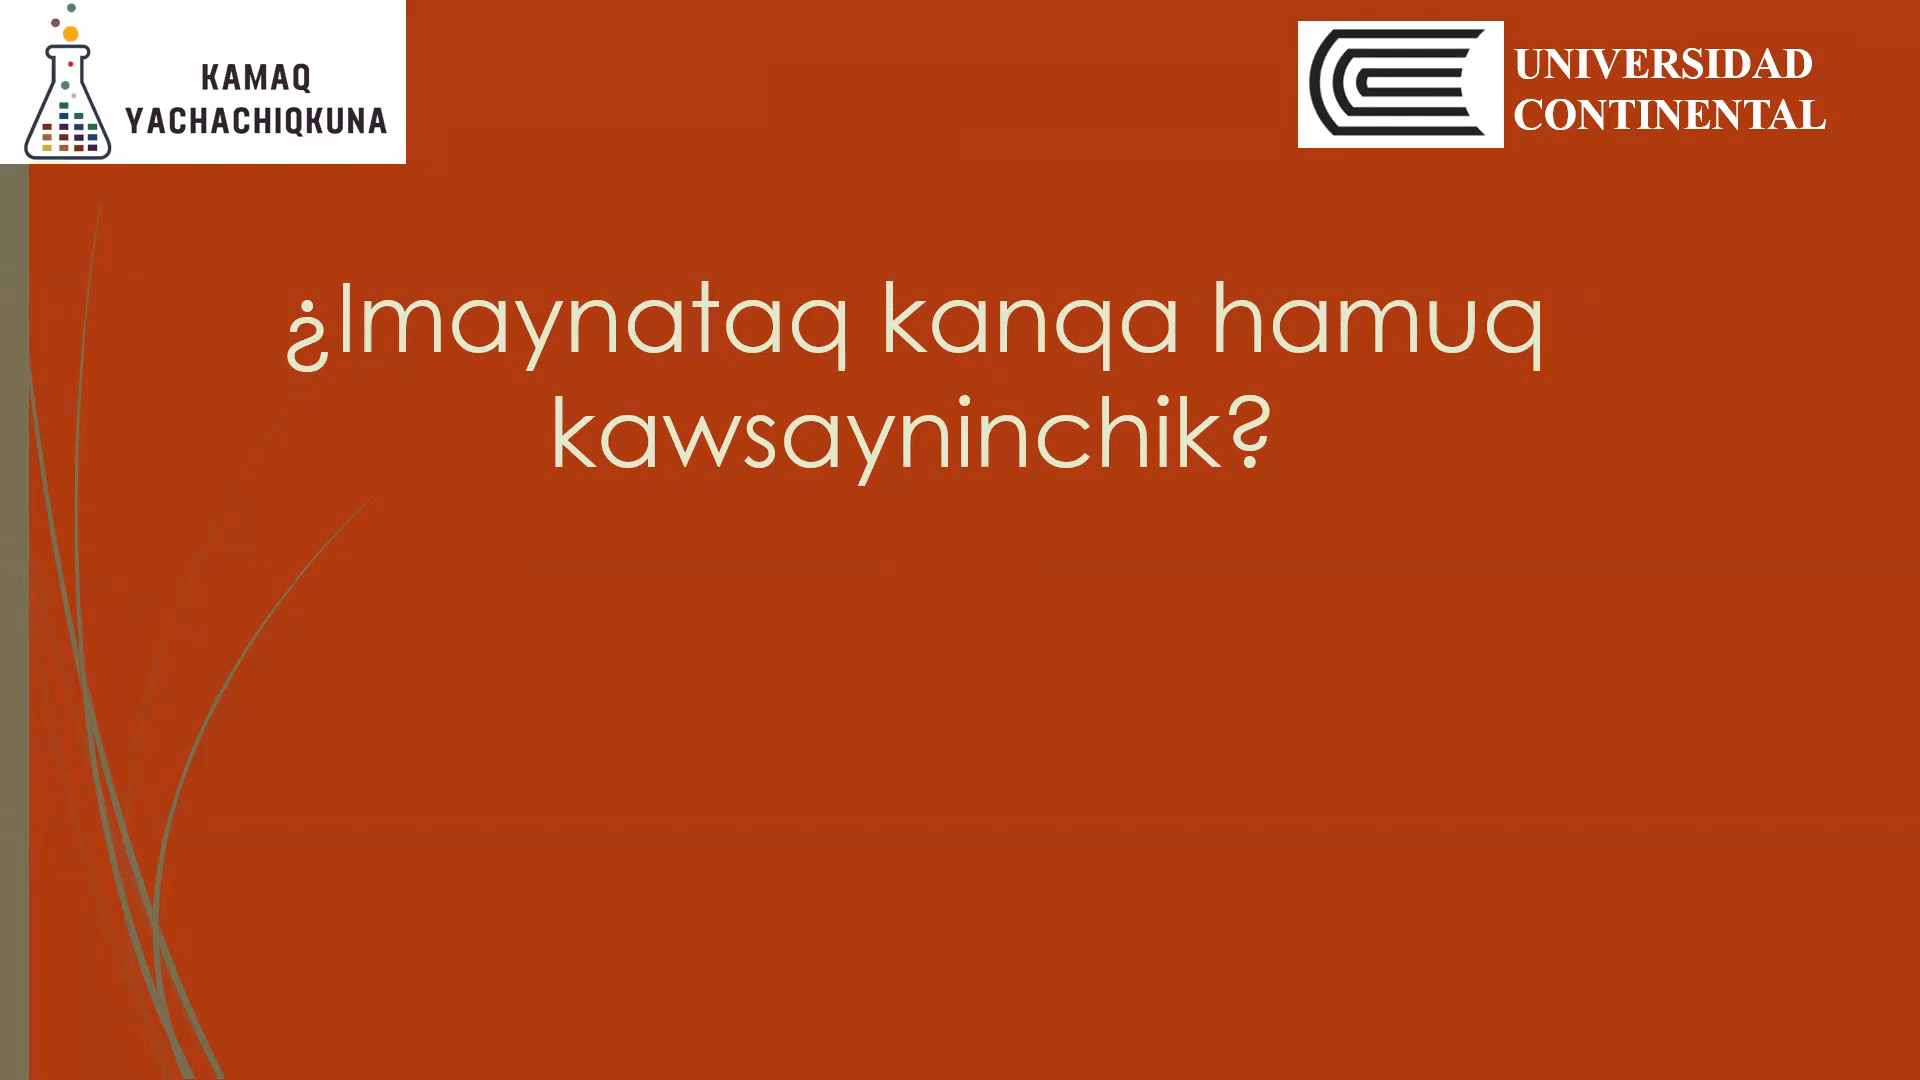 KAMAQ
YACHACHIQKUNA
UNIVERSIDAD
CONTINENTAL
¿Imaynataq kanqa hamuq
kawsayninchik?